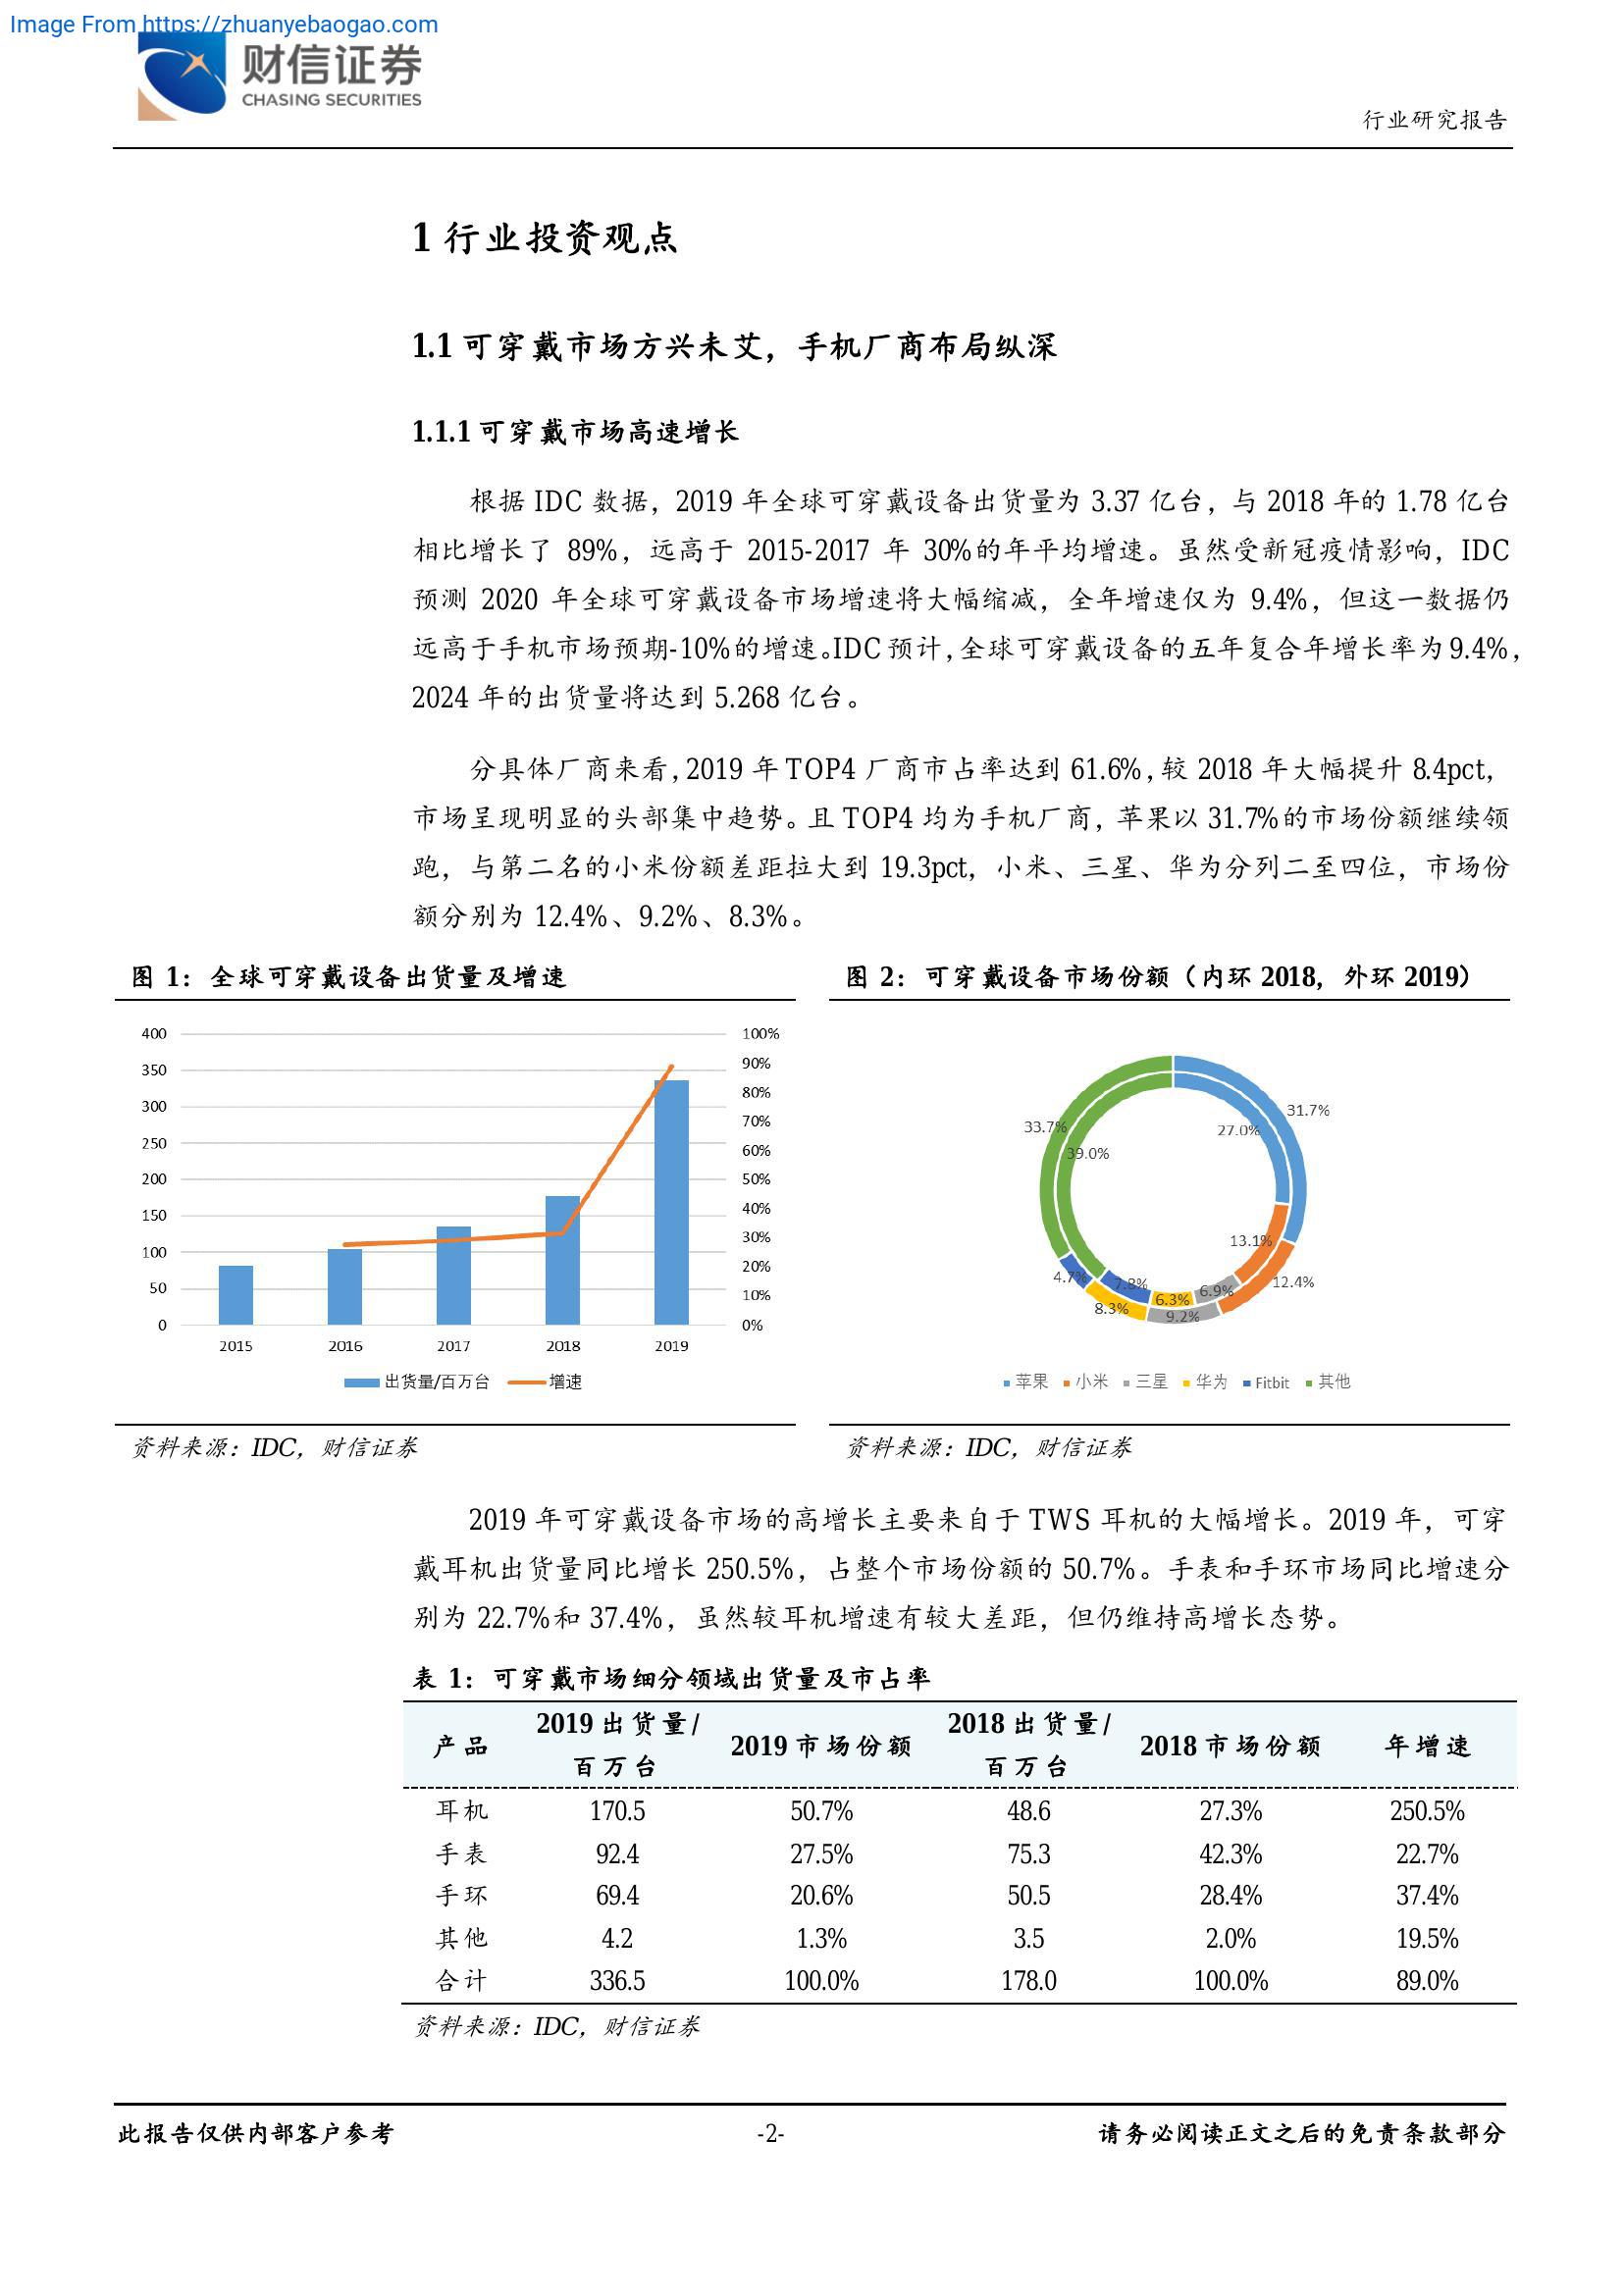 Image From https://zhuanyebaogao.com
财信证券
CHASING SECURITIES
行业研究报告
1 行业投资观点
1.1 可穿戴市场方兴未艾，手机厂商布局纵深
1.1.1 可穿戴市场高速增长
根据 IDC 数据，2019 年全球可穿戴设备出货量为 3.37 亿台，与 2018 年的 1.78 亿台
相比增长了 89%，远高于 2015-2017 年 30%的年平均增速。虽然受新冠疫情影响，IDC
预测 2020 年全球可穿戴设备市场增速将大幅缩减，全年增速仅为 9.4%，但这一数据仍
远高于手机市场预期-10%的增速。IDC 预计，全球可穿戴设备的五年复合年增长率为 9.4%，
2024 年的出货量将达到 5.268 亿台。
分具体厂商来看，2019 年 TOP4 厂商市占率达到 61.6%，较 2018 年大幅提升 8.4pct，
市场呈现明显的头部集中趋势。且 TOP4 均为手机厂商，苹果以 31.7%的市场份额继续领
跑，与第二名的小米份额差距拉大到 19.3pct，小米、三星、华为分列二至四位，市场份
额分别为 12.4%、9.2%、8.3%。
图 1：全球可穿戴设备出货量及增速
400
350
300
250
200
150
100
50
0
100%
90%
80%
70%
60%
50%
40%
30%
20%
10%
0%
2015 2016 2017 2018 2019
出货量/百万台 增速
资料来源：IDC，财信证券
图 2：可穿戴设备市场份额（内环 2018，外环 2019）
31.7%
27.0%
33.7%
39.0%
13.1%
12.4%
4.7%
7.8%
6.9%
6.3%
8.3%
9.2%
苹果 小米 三星 华为 Fitbit 其他
资料来源：IDC，财信证券
2019 年可穿戴设备市场的高增长主要来自于 TWS 耳机的大幅增长。2019 年，可穿
戴耳机出货量同比增长 250.5%，占整个市场份额的 50.7%。手表和手环市场同比增速分
别为 22.7%和 37.4%，虽然较耳机增速有较大差距，但仍维持高增长态势。
表 1：可穿戴市场细分领域出货量及市占率
产品 2019 出货量/百万台 2019 市场份额 2018 出货量/百万台 2018 市场份额 年增速
耳机 170.5 50.7% 48.6 27.3% 250.5%
手表 92.4 27.5% 75.3 42.3% 22.7%
手环 69.4 20.6% 50.5 28.4% 37.4%
其他 4.2 1.3% 3.5 2.0% 19.5%
合计 336.5 100.0% 178.0 100.0% 89.0%
资料来源：IDC，财信证券
此报告仅供内部客户参考 -2- 请务必阅读正文之后的免责条款部分